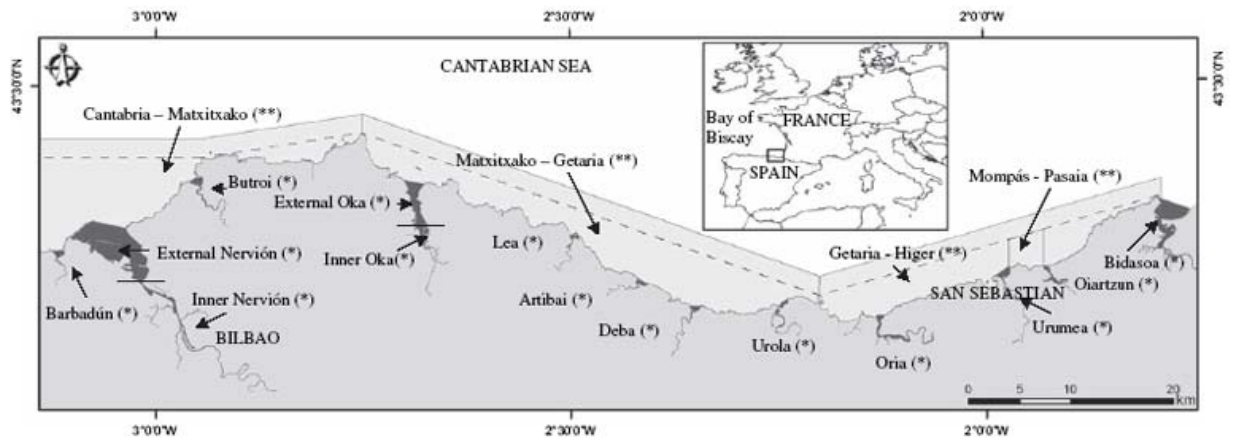 3°0'0"W
2°30'0"W
2°0'0"W
43°30'0"N
43°30'0"N
CANTABRIAN SEA
Cantabria – Matxitxako (**)
Bay of
Biscay
FRANCE
SPAIN
Matxitxako – Getaria (**)
Mompás - Pasaia (**)
Butroi (*)
External Oka (*)
External Nervión (*)
Inner Oka(*)
Lea (*)
Getaria - Higer (**)
Bidasoa (*)
Barbadún (*)
Inner Nervión (*)
Artibai (*)
SAN SEBASTIAN
Oiartzun (*)
BILBAO
Deba (*)
Urola (*)
Oria (*)
Urumea (*)
0 5 10 20
km
3°0'0"W
2°30'0"W
2°0'0"W